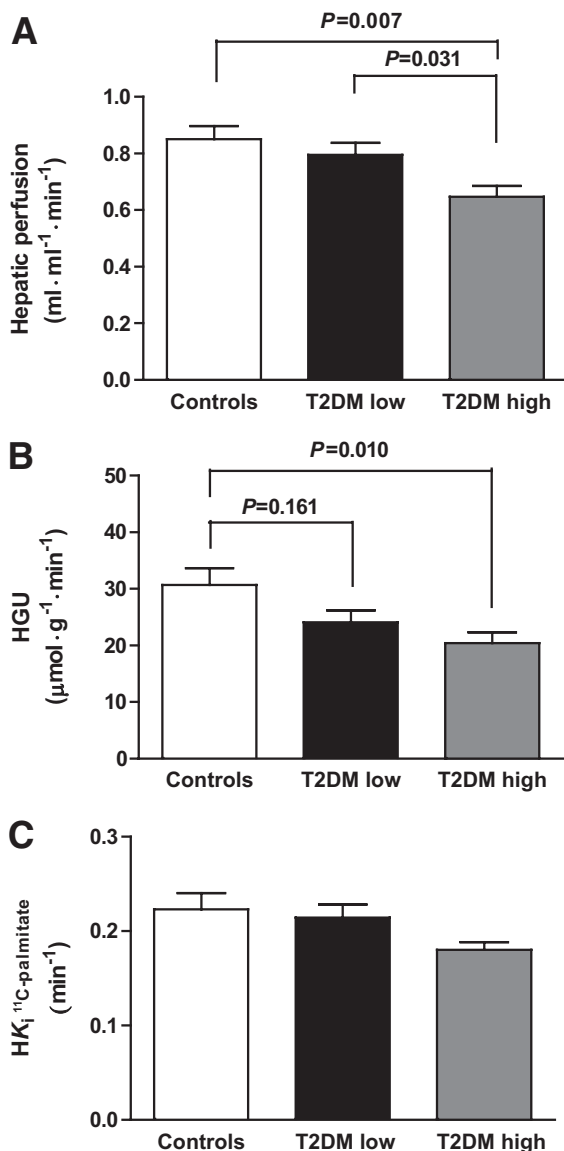 A
P=0.007
P=0.031
Hepatic perfusion
(ml·ml⁻¹·min⁻¹)
1.0
0.8
0.6
0.4
0.2
0.0
Controls T2DM low T2DM high
B
P=0.010
P=0.161
HGU
(μmol·g⁻¹·min⁻¹)
50
40
30
20
10
0
Controls T2DM low T2DM high
C
HKi ¹¹C-palmitate
(min⁻¹)
0.3
0.2
0.1
0.0
Controls T2DM low T2DM high